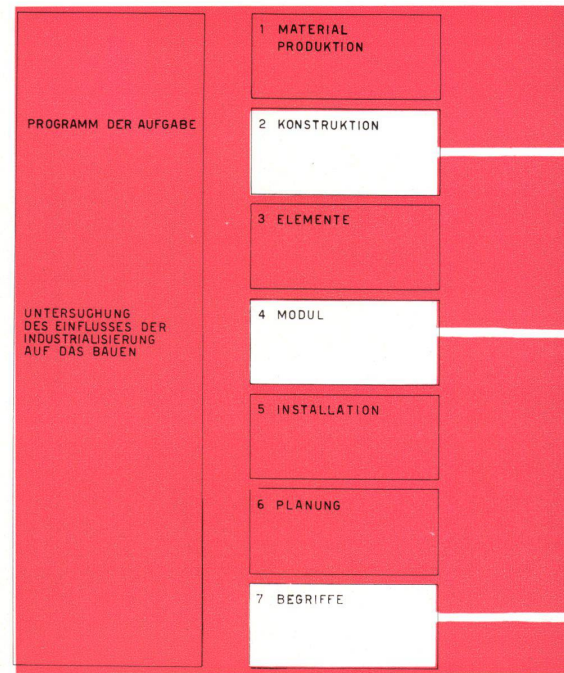 PROGRAMM DER AUFGABE
UNTERSUCHUNG
DES EINFLUSSES DER
INDUSTRIALISIERUNG
AUF DAS BAUEN
1 MATERIAL
PRODUKTION
2 KONSTRUKTION
3 ELEMENTE
4 MODUL
5 INSTALLATION
6 PLANUNG
7 BEGRIFFE